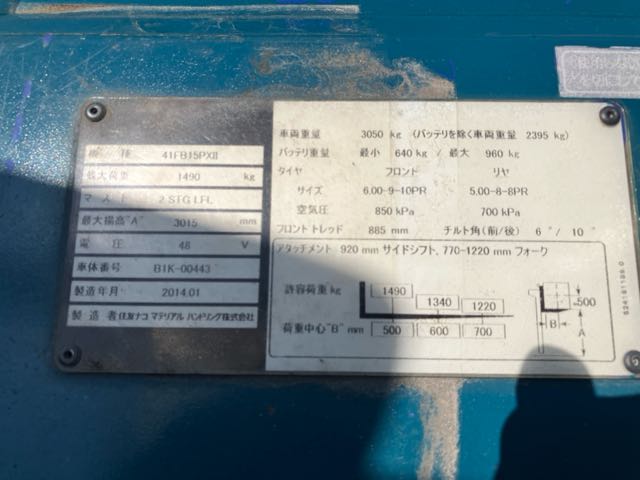 機種 41FB15PXⅡ
最大荷重 1490 kg
マスト 2 STG LFL
最大揚高"A" 3015 mm
電圧 48 V
車体番号 B1K-00443
製造年月 2014.01
製造者 住友ナコ マテリアル ハンドリング株式会社
車両重量 3050 kg (バッテリを除く車両重量 2395 kg)
バッテリ重量 最小 640 kg / 最大 960 kg
タイヤ フロント リヤ
サイズ 6.00-9-10PR 5.00-8-8PR
空気圧 850 kPa 700 kPa
フロントトレッド 885 mm チルト角(前/後) 6°/ 10°
アタッチメント 920 mm サイドシフト, 770-1220 mm フォーク
許容荷重 kg 1490 1340 1220
荷重中心"B" mm 500 600 700
500
B
A